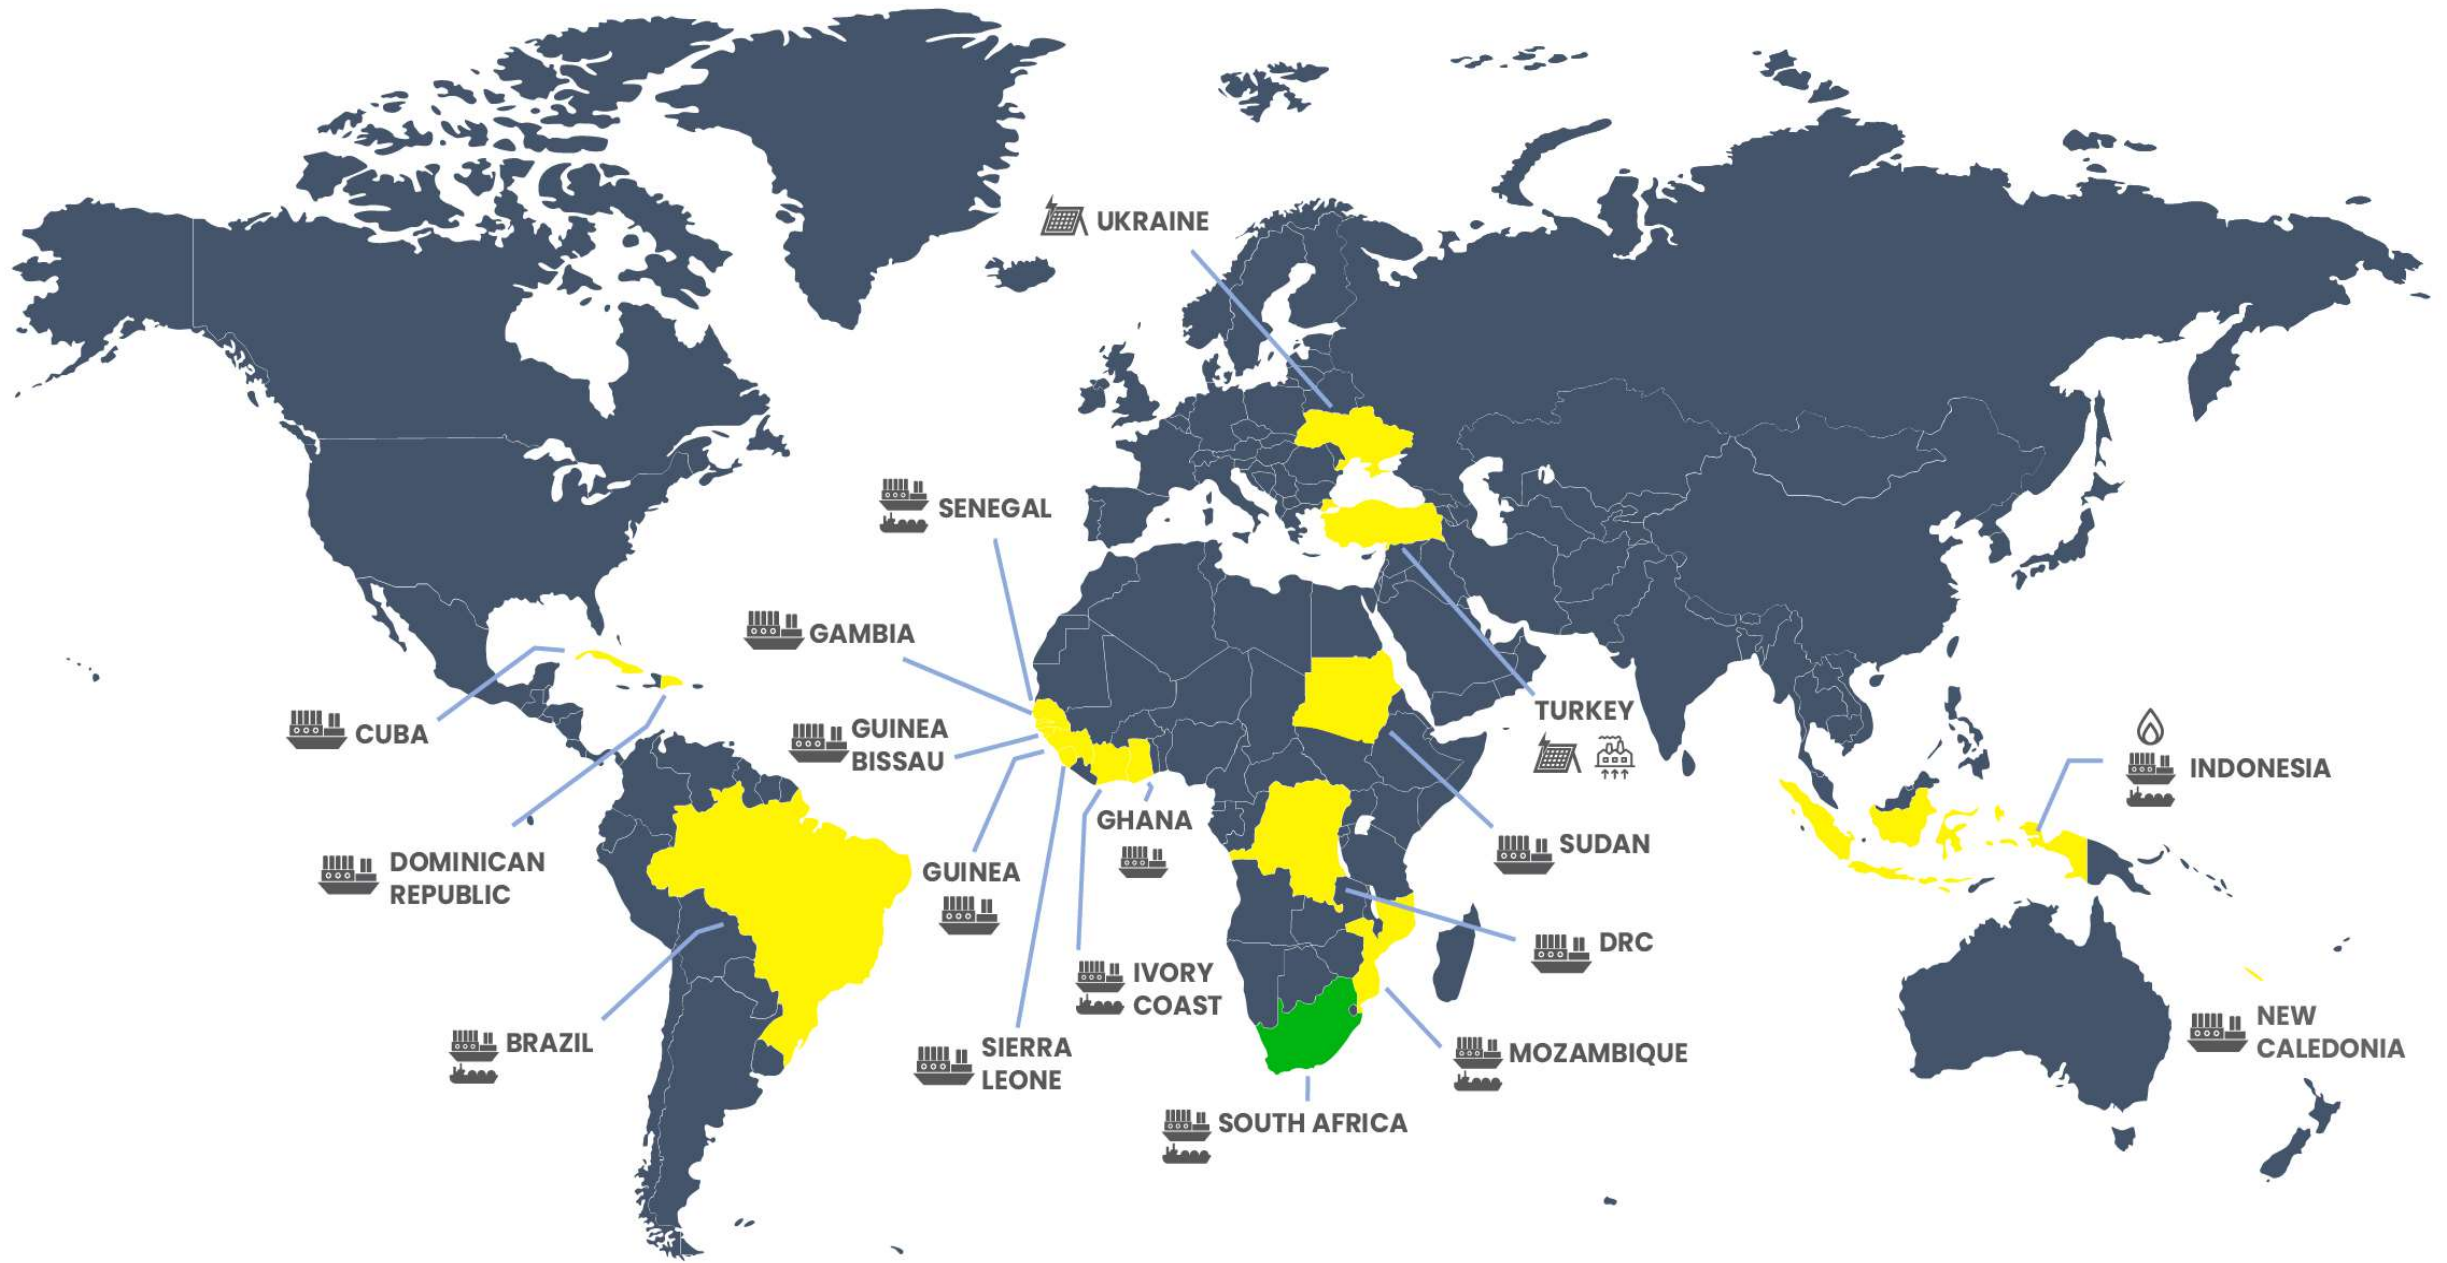 UKRAINE
SENEGAL
GAMBIA
GUINEA
BISSAU
CUBA
TURKEY
INDONESIA
GHANA
SUDAN
DOMINICAN
REPUBLIC
GUINEA
DRC
IVORY
COAST
BRAZIL
SIERRA
LEONE
MOZAMBIQUE
NEW
CALEDONIA
SOUTH AFRICA